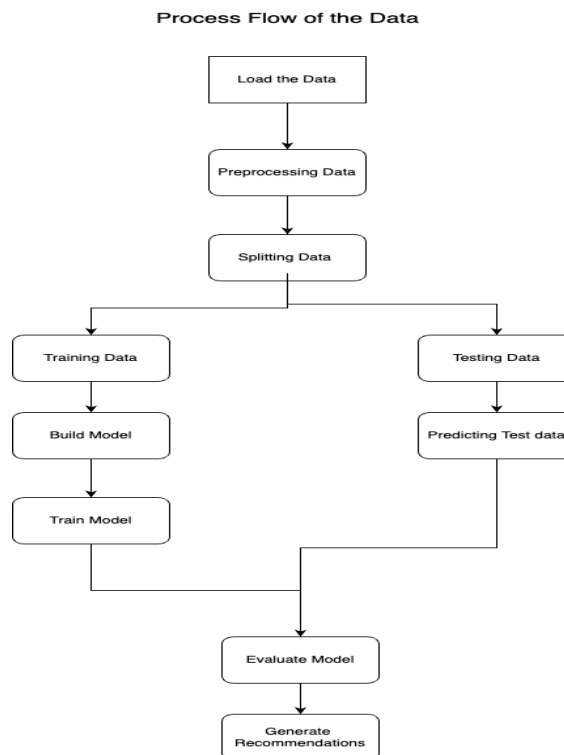 Process Flow of the Data
Load the Data
Preprocessing Data
Splitting Data
Training Data
Testing Data
Build Model
Predicting Test data
Train Model
Evaluate Model
Generate
Recommendations